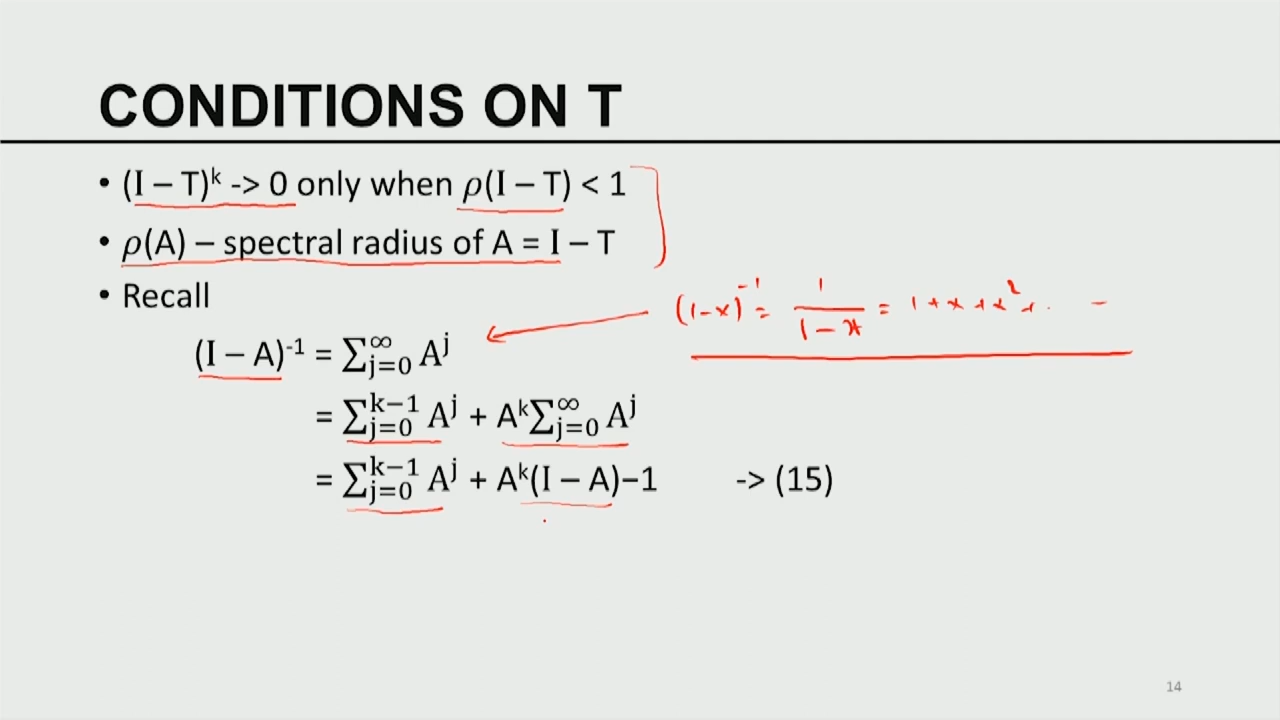 CONDITIONS ON T
• (I – T)ᵏ -> 0 only when ρ(I – T) < 1
• ρ(A) – spectral radius of A = I – T
• Recall
(1-x)⁻¹ = 1/(1-x) = 1 + x + x² + . . –
(I – A)⁻¹ = ∑_{j=0}^{∞} Aʲ
= ∑_{j=0}^{k−1} Aʲ + Aᵏ∑_{j=0}^{∞} Aʲ
= ∑_{j=0}^{k−1} Aʲ + Aᵏ(I – A)−1 -> (15)
14